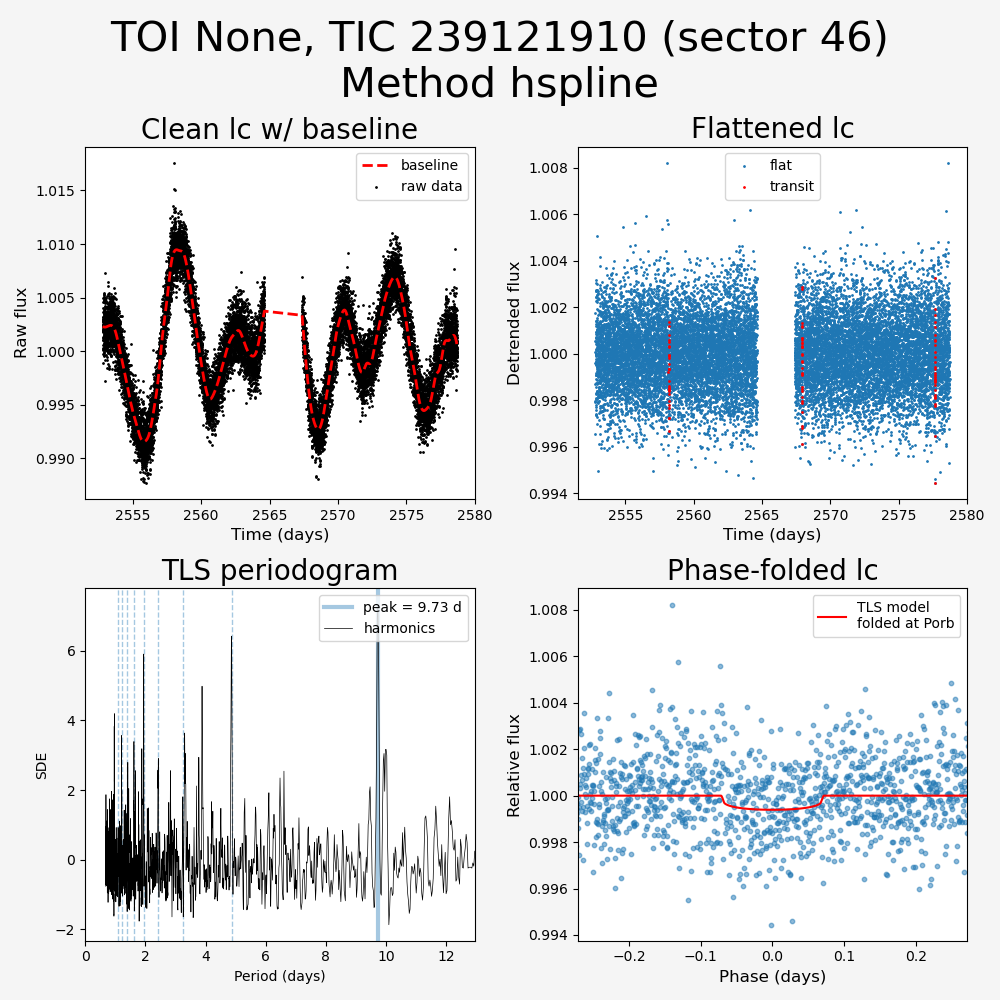 TOI None, TIC 239121910 (sector 46)
Method hspline
Clean lc w/ baseline
Raw flux
1.015
1.010
1.005
1.000
0.995
0.990
baseline
raw data
2555
2560
2565
2570
2575
2580
Time (days)
Flattened lc
Detrended flux
1.008
1.006
1.004
1.002
1.000
0.998
0.996
0.994
flat
transit
2555
2560
2565
2570
2575
2580
Time (days)
TLS periodogram
SDE
6
4
2
0
−2
peak = 9.73 d
harmonics
0
2
4
6
8
10
12
Period (days)
Phase-folded lc
Relative flux
1.008
1.006
1.004
1.002
1.000
0.998
0.996
0.994
TLS model
folded at Porb
−0.2
−0.1
0.0
0.1
0.2
Phase (days)